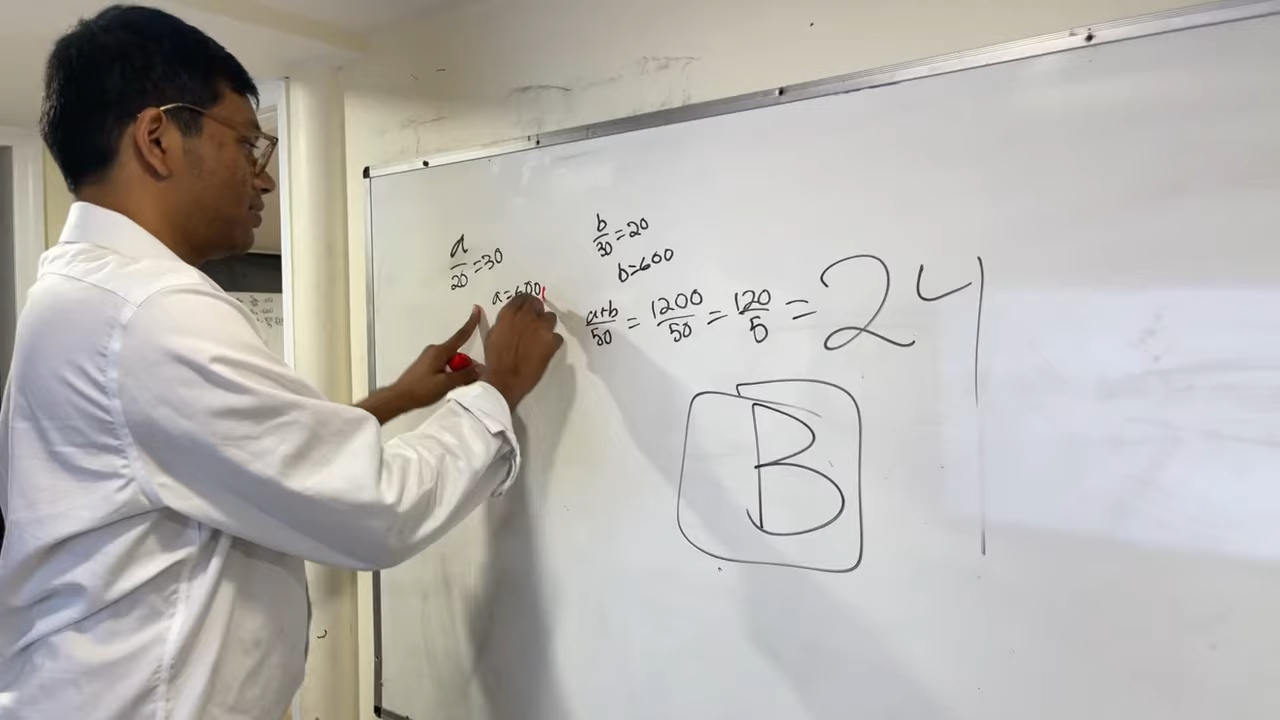 a/20 = 30
a=600
b/30 = 20
b=600
a+b/50 = 1200/50 = 120/5 = 24
B